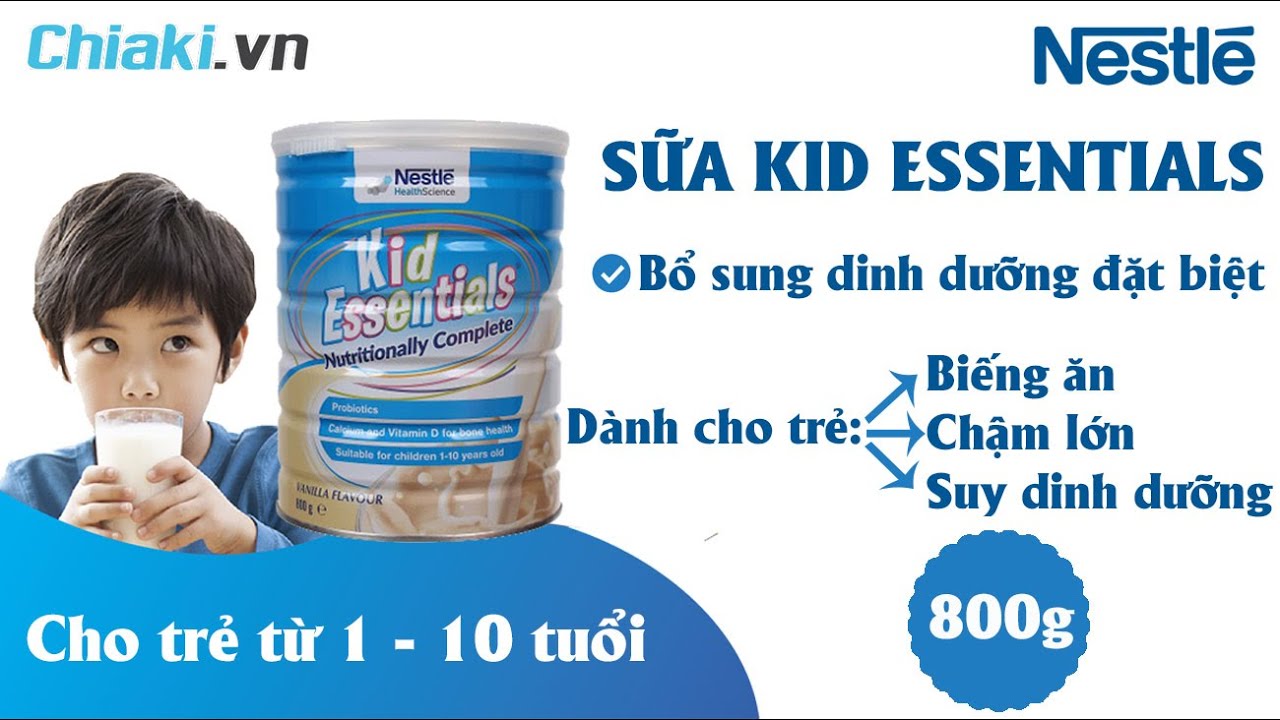 Chiaki.vn
Nestlé
SỮA KID ESSENTIALS
Bổ sung dinh dưỡng đặt biệt
Dành cho trẻ:
Biếng ăn
Chậm lớn
Suy dinh dưỡng
800g
Cho trẻ từ 1 - 10 tuổi
Nestlé
HealthScience
Kid
Essentials
Nutritionally Complete
Probiotics
Calcium and Vitamin D for bone health
Suitable for children 1-10 years old
VANILLA FLAVOUR
800 g ℮